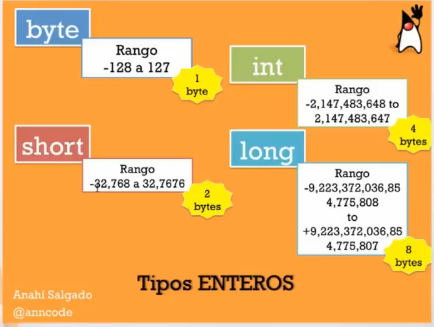 byte
Rango
-128 a 127
1
byte
int
Rango
-2,147,483,648 to
2,147,483,647
4
bytes
short
Rango
-32,768 a 32,7676
2
bytes
long
Rango
-9,223,372,036,85
4,775,808
to
+9,223,372,036,85
4,775,807
8
bytes
Tipos ENTEROS
Anahi Salgado
@anncode